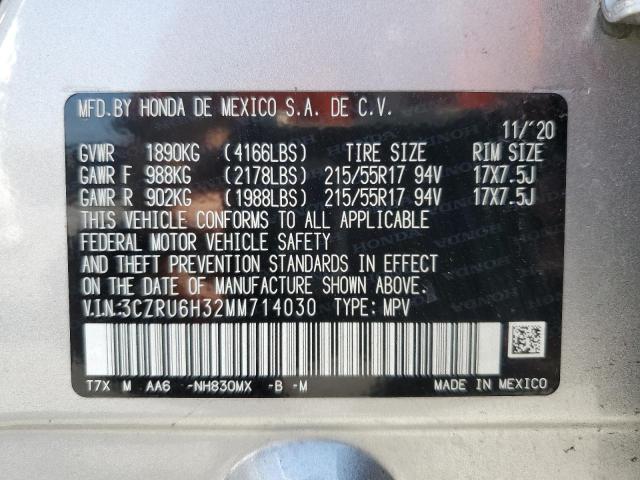 MFD. BY HONDA DE MEXICO S.A. DE C.V.
11/'20
GVWR 1890KG (4166LBS) TIRE SIZE RIM SIZE
GAWR F 988KG (2178LBS) 215/55R17 94V 17X7.5J
GAWR R 902KG (1988LBS) 215/55R17 94V 17X7.5J
THIS VEHICLE CONFORMS TO ALL APPLICABLE
FEDERAL MOTOR VEHICLE SAFETY
AND THEFT PREVENTION STANDARDS IN EFFECT
ON THE DATE OF MANUFACTURE SHOWN ABOVE.
V.I.N:3CZRU6H32MM714030 TYPE: MPV
T7X M AA6 -NH830MX -B -M
MADE IN MEXICO